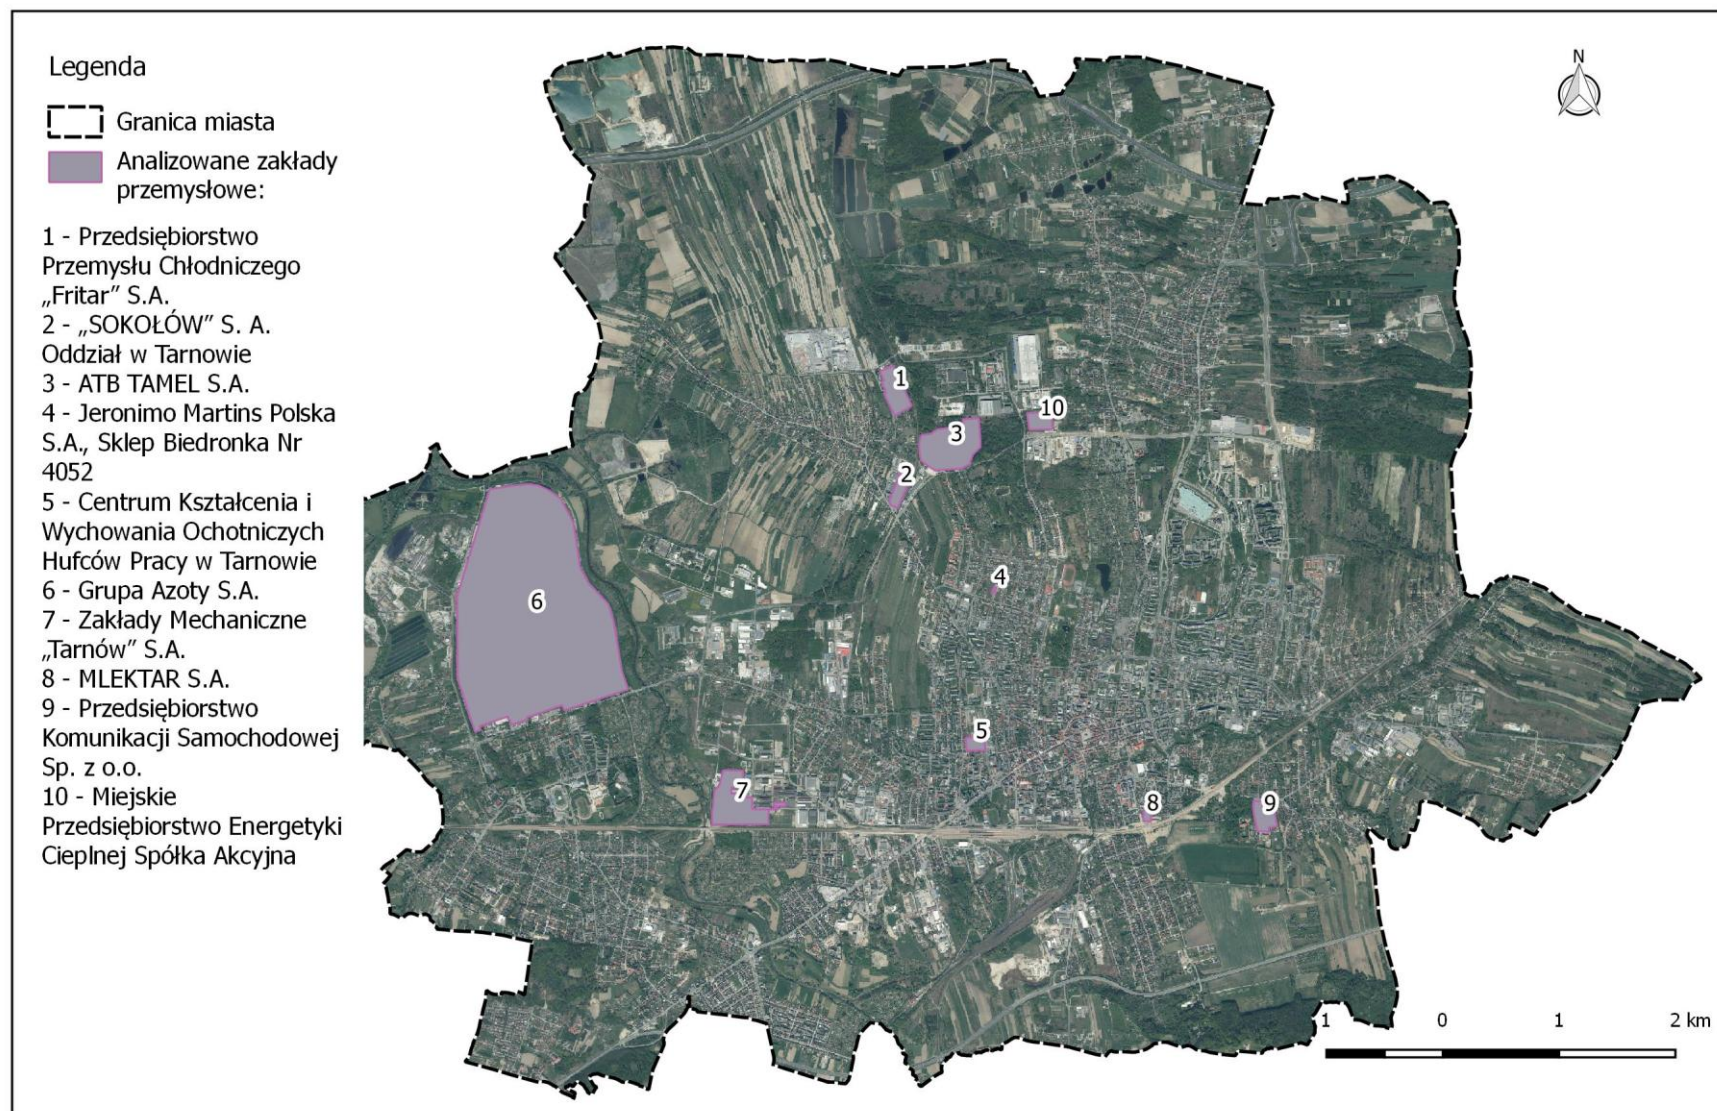 Legenda
Granica miasta
Analizowane zakłady
przemysłowe:
1 - Przedsiębiorstwo
Przemysłu Chłodniczego
„Fritar” S.A.
2 - „SOKOŁÓW” S. A.
Oddział w Tarnowie
3 - ATB TAMEL S.A.
4 - Jeronimo Martins Polska
S.A., Sklep Biedronka Nr
4052
5 - Centrum Kształcenia i
Wychowania Ochotniczych
Hufców Pracy w Tarnowie
6 - Grupa Azoty S.A.
7 - Zakłady Mechaniczne
„Tarnów” S.A.
8 - MLEKTAR S.A.
9 - Przedsiębiorstwo
Komunikacji Samochodowej
Sp. z o.o.
10 - Miejskie
Przedsiębiorstwo Energetyki
Cieplnej Spółka Akcyjna
N
1
10
3
2
4
6
5
7
8
9
1 0 1 2 km